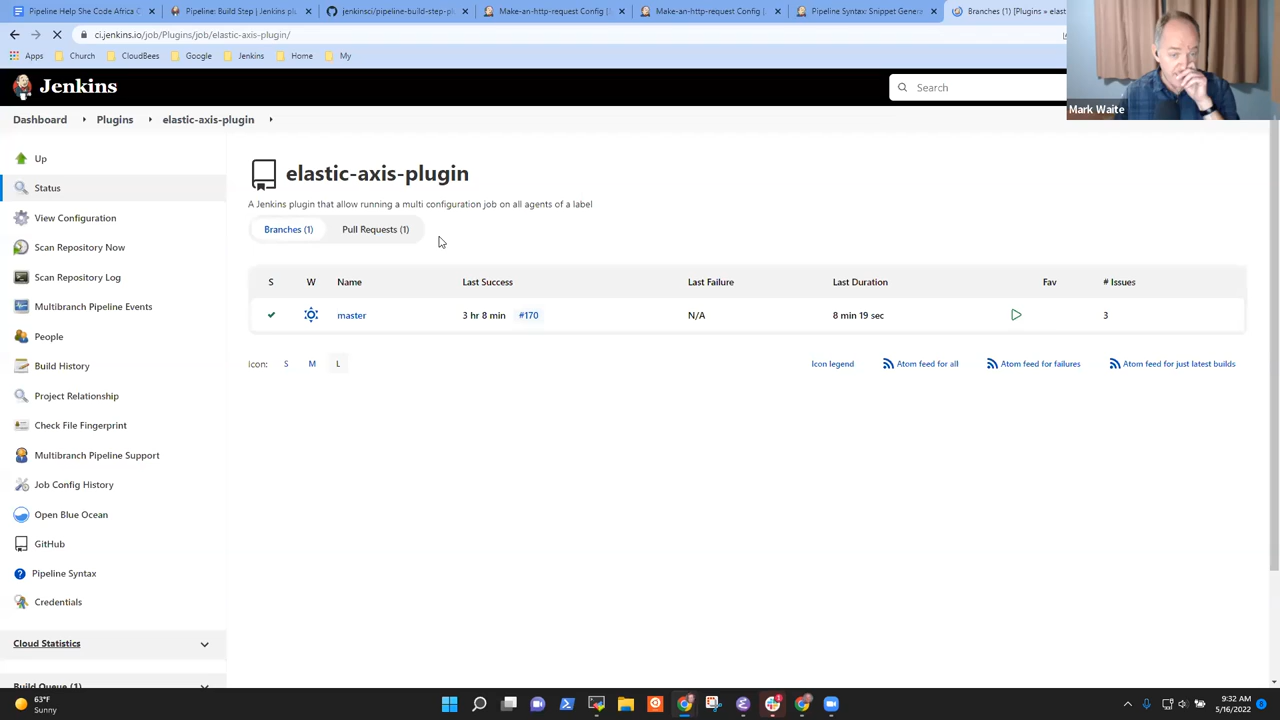 Pipeline Help She Code Africa C
Pipeline: Build Step | Jenkins pl
jenkinsci/pipeline-build-step-pl
Make-an-http-request Config [
Make-an-http-request Config [
Pipeline Syntax: Snippet Gener
Branches (1) [Plugins » elast
ci.jenkins.io/job/Plugins/job/elastic-axis-plugin/
Apps
Church
CloudBees
Google
Jenkins
Home
My
Mark Waite
Jenkins
Search
Dashboard
Plugins
elastic-axis-plugin
Up
Status
View Configuration
Scan Repository Now
Scan Repository Log
Multibranch Pipeline Events
People
Build History
Project Relationship
Check File Fingerprint
Multibranch Pipeline Support
Job Config History
Open Blue Ocean
GitHub
Pipeline Syntax
Credentials
Cloud Statistics
Build Queue (1)
elastic-axis-plugin
A Jenkins plugin that allow running a multi configuration job on all agents of a label
Branches (1) Pull Requests (1)
S W Name Last Success Last Failure Last Duration Fav # Issues
master 3 hr 8 min #170 N/A 8 min 19 sec 3
Icon: S M L Icon legend Atom feed for all Atom feed for failures Atom feed for just latest builds
63°F
Sunny
9:32 AM
5/16/2022